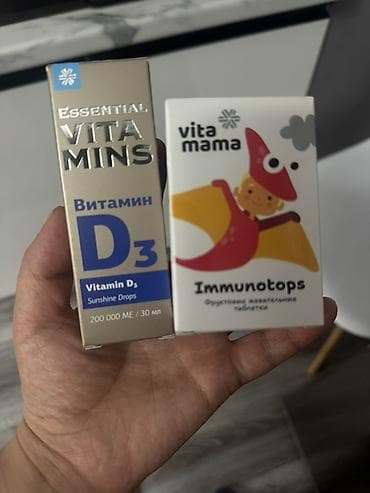 ESSENTIAL
VITA
MINS
Витамин
D3
Vitamin D3
Sunshine Drops
200 000 МЕ / 30 мл
vita
mama
Immunotops
Фруктовые жевательные
таблетки